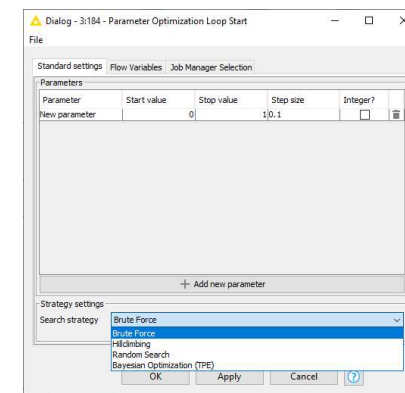 Dialog - 3:184 - Parameter Optimization Loop Start
File
Standard settings Flow Variables Job Manager Selection
Parameters
Parameter Start value Stop value Step size Integer?
New parameter 0 1 0.1
+ Add new parameter
Strategy settings
Search strategy Brute Force
Brute Force
Hillclimbing
Random Search
Bayesian Optimization (TPE)
OK Apply Cancel ?